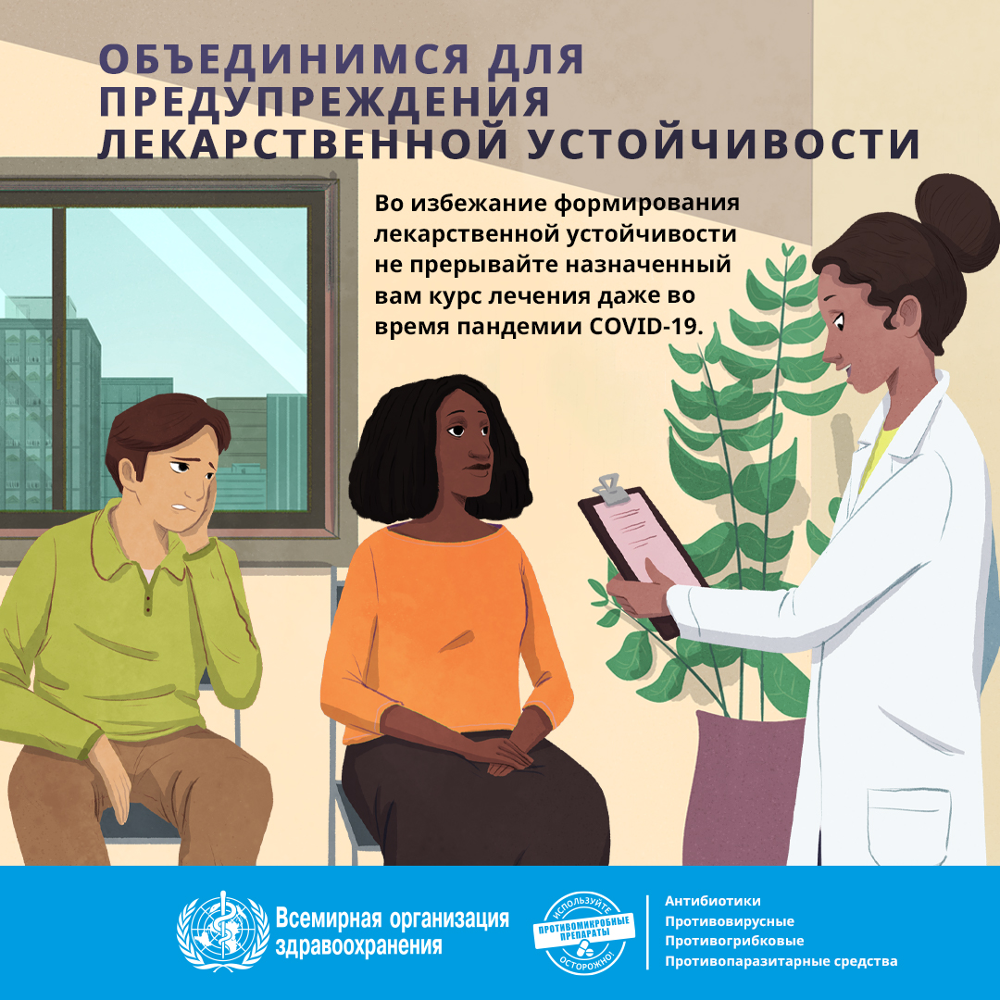 ОБЪЕДИНИМСЯ ДЛЯ
ПРЕДУПРЕЖДЕНИЯ
ЛЕКАРСТВЕННОЙ УСТОЙЧИВОСТИ
Во избежание формирования
лекарственной устойчивости
не прерывайте назначенный
вам курс лечения даже во
время пандемии COVID-19.
Всемирная организация
здравоохранения
ИСПОЛЬЗУЙТЕ
ПРОТИВОМИКРОБНЫЕ
ПРЕПАРАТЫ
ОСТОРОЖНО!
Антибиотики
Противовирусные
Противогрибковые
Противопаразитарные средства